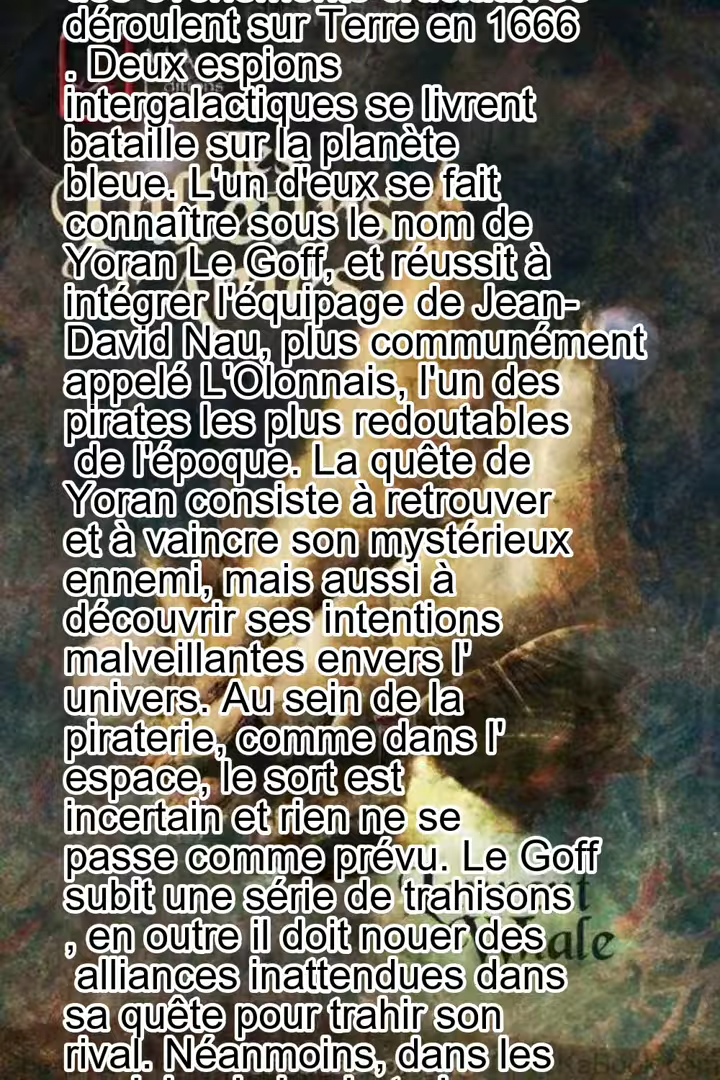 déroulent sur Terre en 1666
. Deux espions
intergalactiques se livrent
bataille sur la planète
bleue. L'un d'eux se fait
connaître sous le nom de
Yoran Le Goff, et réussit à
intégrer l'équipage de Jean-
David Nau, plus communément
appelé L'Olonnais, l'un des
pirates les plus redoutables
de l'époque. La quête de
Yoran consiste à retrouver
et à vaincre son mystérieux
ennemi, mais aussi à
découvrir ses intentions
malveillantes envers l'
univers. Au sein de la
piraterie, comme dans l'
espace, le sort est
incertain et rien ne se
passe comme prévu. Le Goff
subit une série de trahisons
, en outre il doit nouer des
alliances inattendues dans
sa quête pour trahir son
rival. Néanmoins, dans les
Whale